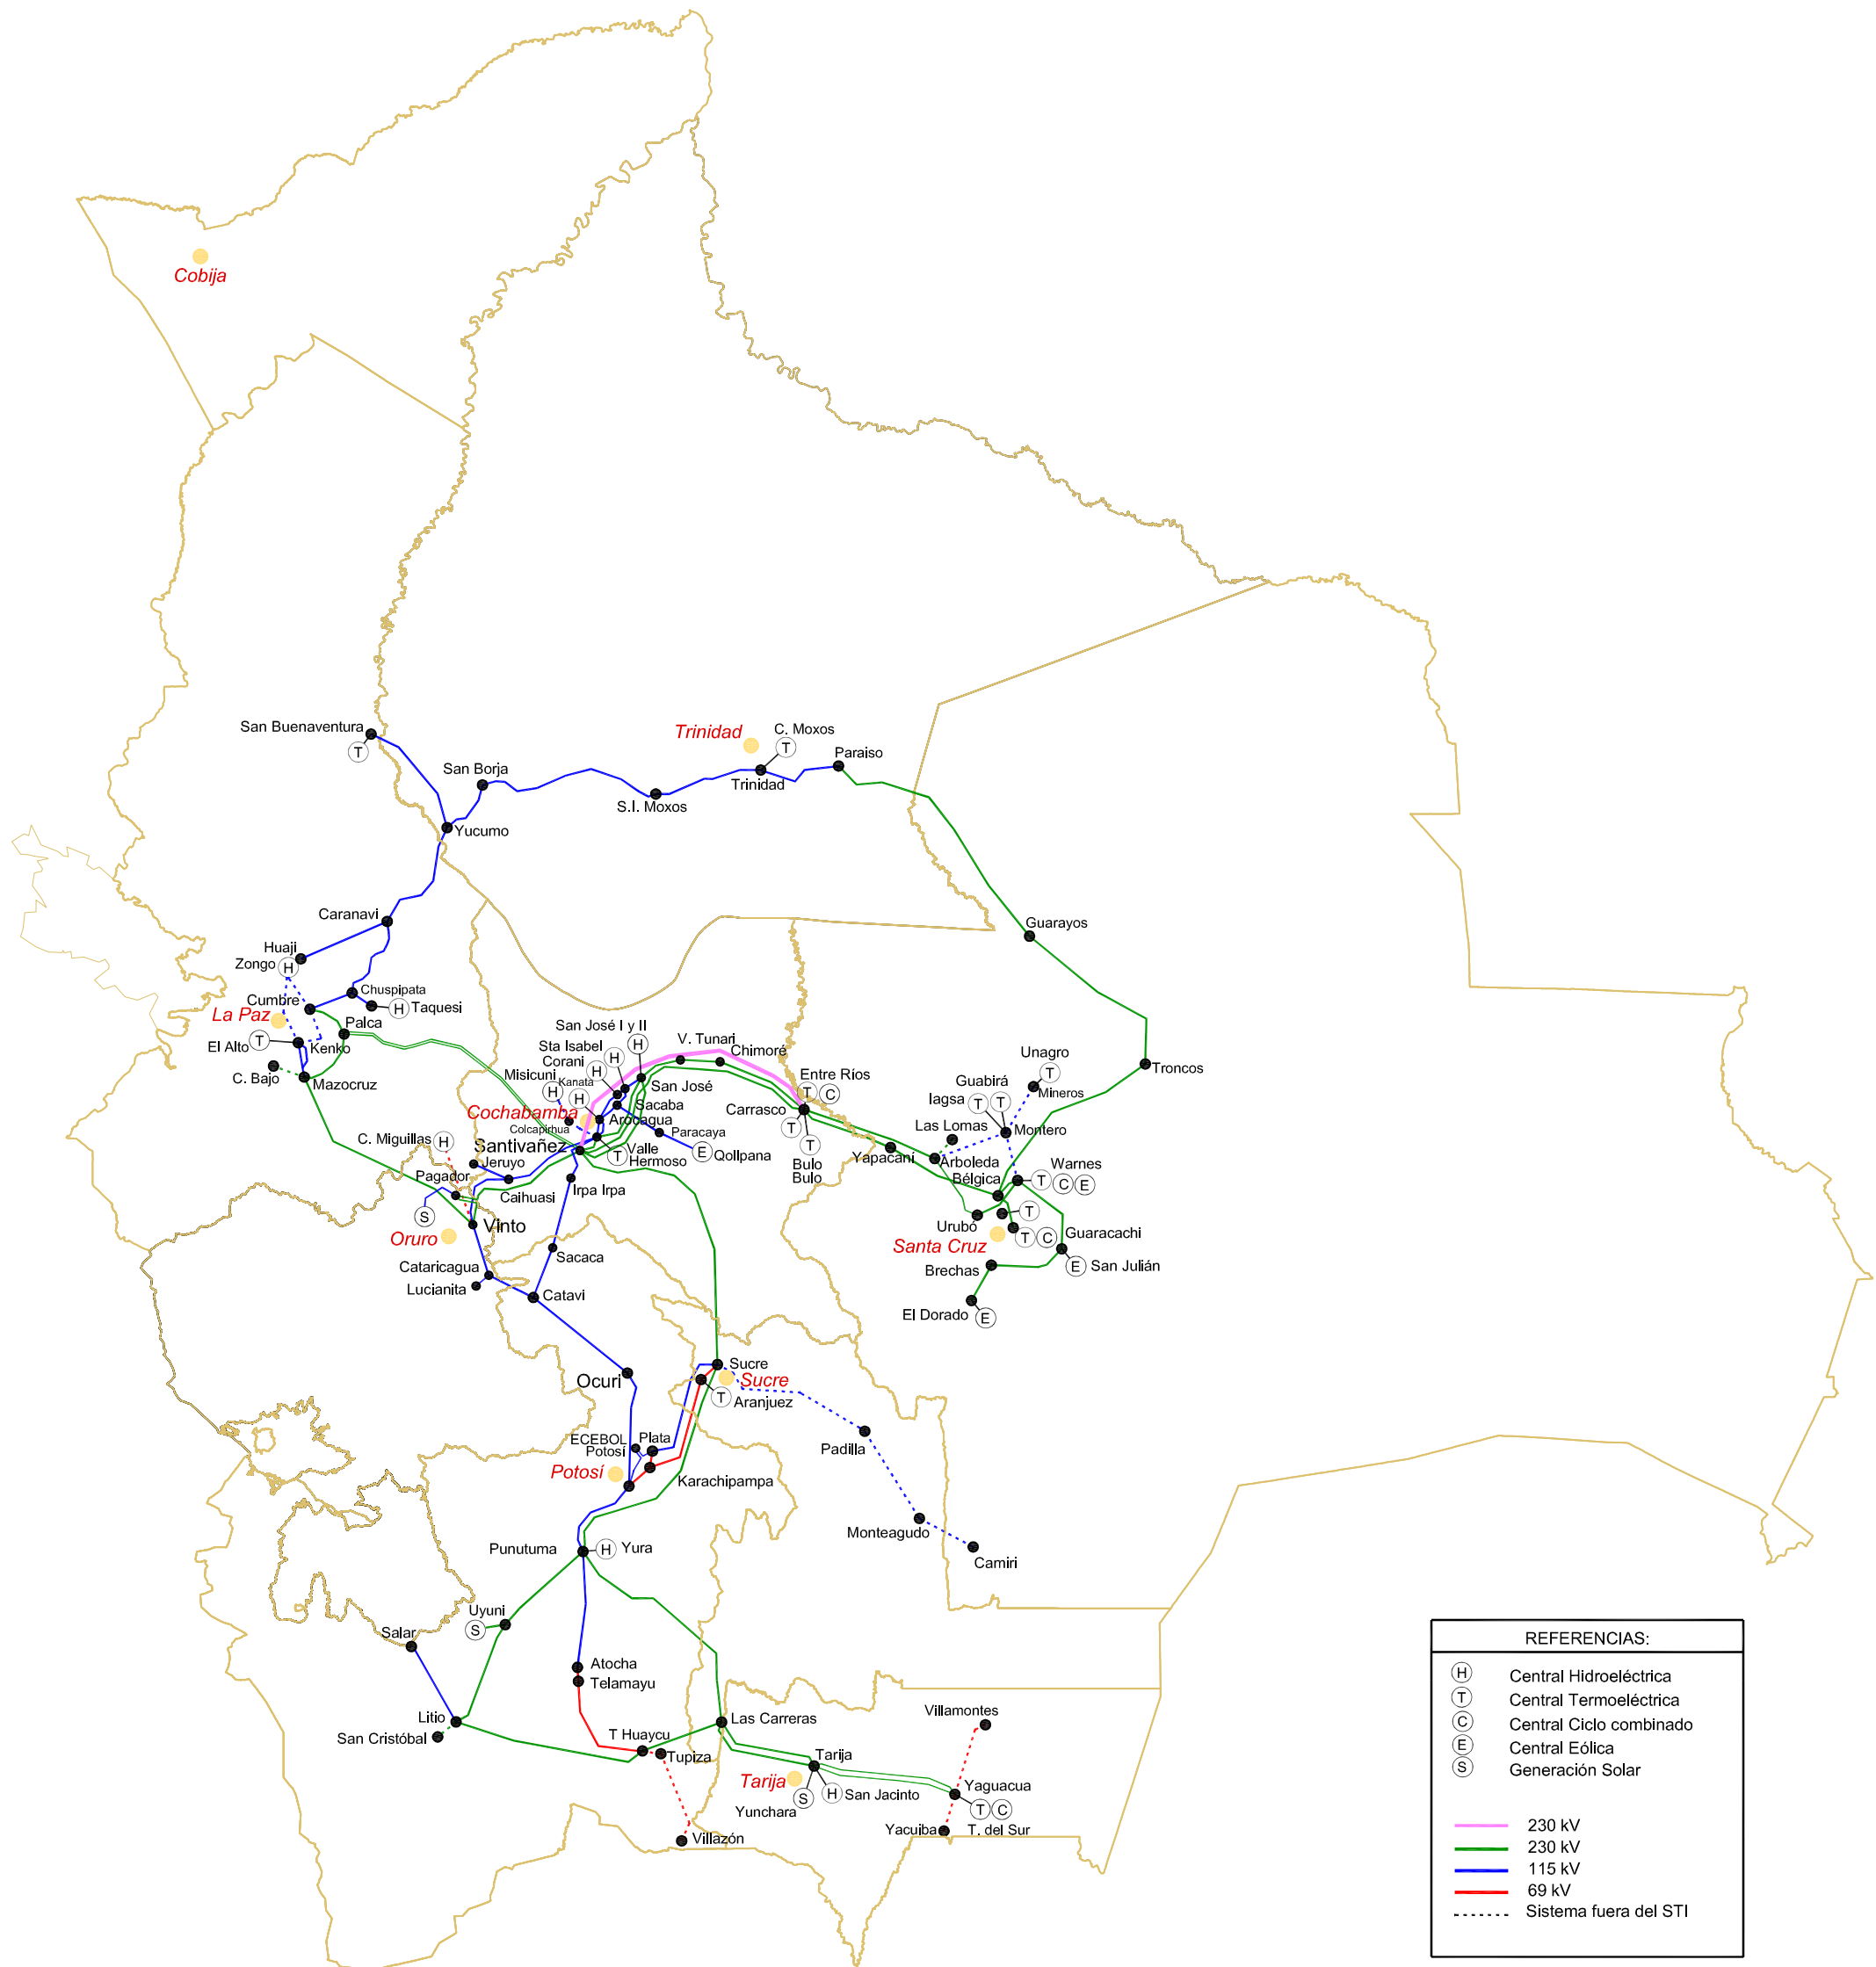 Cobija
San Buenaventura
T
Trinidad
C. Moxos
T
Paraiso
San Borja
Trinidad
S.I. Moxos
Yucumo
Caranavi
Guarayos
Huaji
Zongo
H
Chuspipata
Cumbre
H
Taquesi
La Paz
Palca
El Alto
T
Kenko
C. Bajo
Mazocruz
San José I y II
H
V. Tunari
Chimoré
Sta Isabel
H
Corani
H
Misicuni
H
Kanata
H
San José
Sacaba
Cochabamba
Arocagua
Colcapirhua
Paracaya
Santivañez
Valle
Hermoso
T
E
Qollpana
Entre Ríos
T
C
Carrasco
T
T
Bulo
Bulo
Unagro
T
Mineros
Troncos
Guabirá
Iagsa
T
T
Las Lomas
Montero
Yapacani
Arboleda
Bélgica
Warnes
T
C
E
C. Miguillas
H
Jeruyo
Pagador
Caihuasi
Irpa Irpa
S
Vinto
Oruro
Urubó
T
Santa Cruz
T
C
Guaracachi
Sacaca
Cataricagua
Lucianita
Catavi
Brechas
E
San Julián
El Dorado
E
Sucre
Sucre
Ocuri
T
Aranjuez
ECEBOL
Potosí
Plata
Potosí
Karachipampa
Padilla
Monteagudo
Camiri
Punutuma
H
Yura
Uyuni
S
Salar
Atocha
Telamayu
Litio
San Cristóbal
T Huaycu
Tupiza
Las Carreras
Villamontes
Tarija
Tarija
Yunchara
S
H
San Jacinto
Yaguacua
T
C
Yacuiba
T. del Sur
Villazón
REFERENCIAS:
H Central Hidroeléctrica
T Central Termoeléctrica
C Central Ciclo combinado
E Central Eólica
S Generación Solar
230 kV
230 kV
115 kV
69 kV
Sistema fuera del STI